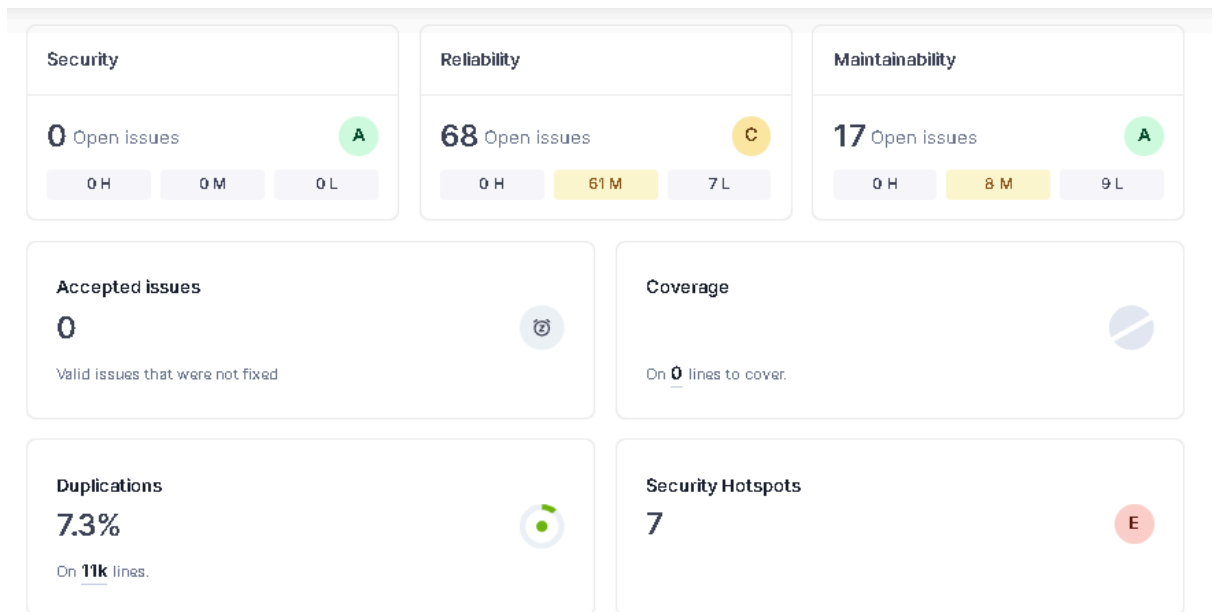 Security
0 Open issues A
0 H 0 M 0 L
Reliability
68 Open issues C
0 H 61 M 7 L
Maintainability
17 Open issues A
0 H 8 M 9 L
Accepted issues
0
Valid issues that were not fixed
Coverage
On 0 lines to cover.
Duplications
7.3%
On 11k lines.
Security Hotspots
7 E